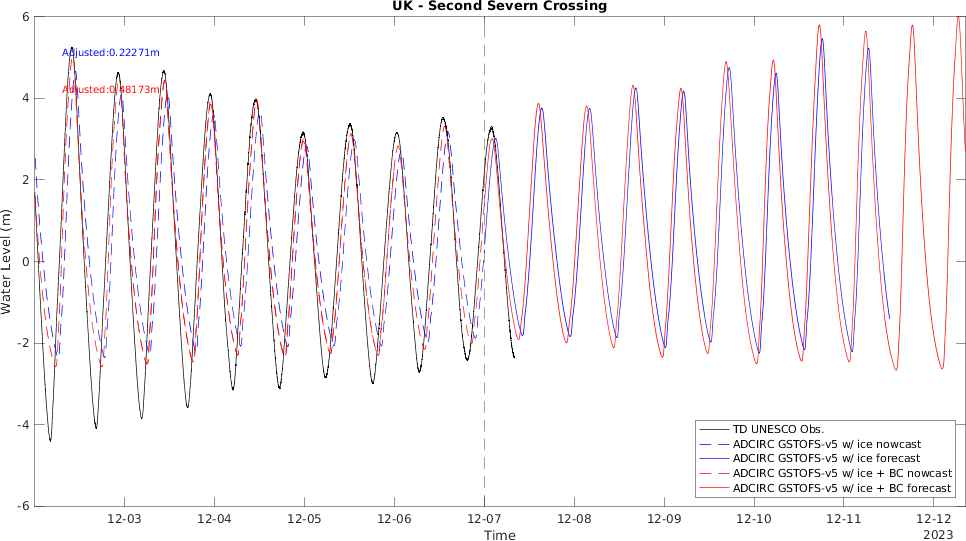 UK - Second Severn Crossing
6
4
2
0
-2
-4
-6
Water Level (m)
Adjusted:0.22271m
Adjusted:0.48173m
TD UNESCO Obs.
ADCIRC GSTOFS-v5 w/ ice nowcast
ADCIRC GSTOFS-v5 w/ ice forecast
ADCIRC GSTOFS-v5 w/ ice + BC nowcast
ADCIRC GSTOFS-v5 w/ ice + BC forecast
12-03 12-04 12-05 12-06 12-07 12-08 12-09 12-10 12-11 12-12
Time
2023